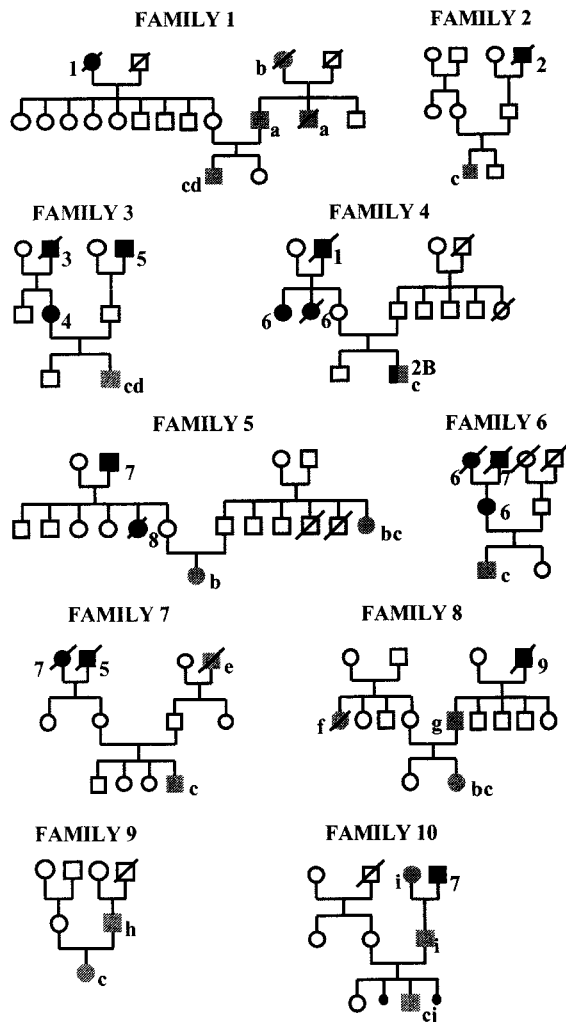 FAMILY 1
1
b
a
a
cd
FAMILY 2
2
c
FAMILY 3
3
5
4
cd
FAMILY 4
1
6
6
2B
c
FAMILY 5
7
8
bc
b
FAMILY 6
6
7
6
c
FAMILY 7
7
5
e
c
FAMILY 8
9
f
g
bc
FAMILY 9
h
c
FAMILY 10
i
7
i
ci